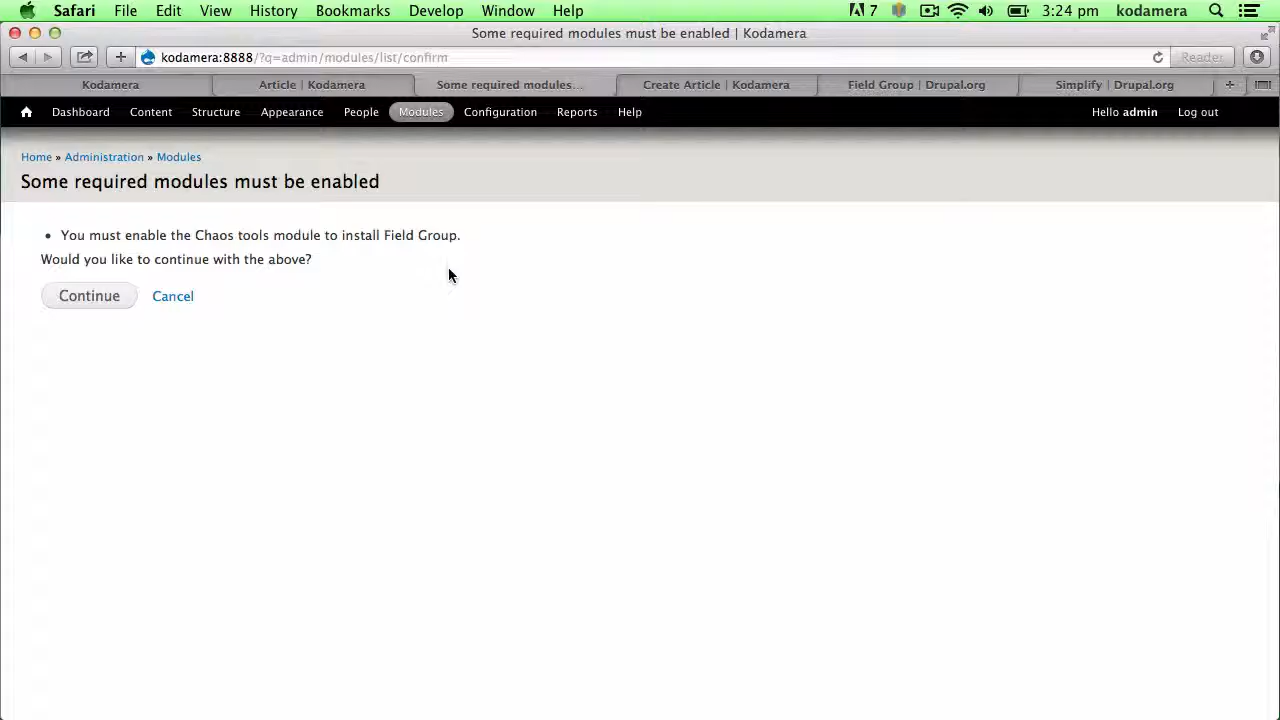 Safari File Edit View History Bookmarks Develop Window Help 7 3:24 pm kodamera
Some required modules must be enabled | Kodamera
kodamera:8888/?q=admin/modules/list/confirm Reader
Kodamera Article | Kodamera Some required modules... Create Article | Kodamera Field Group | Drupal.org Simplify | Drupal.org +
Dashboard Content Structure Appearance People Modules Configuration Reports Help Hello admin Log out
Home » Administration » Modules
Some required modules must be enabled
• You must enable the Chaos tools module to install Field Group.
Would you like to continue with the above?
Continue Cancel